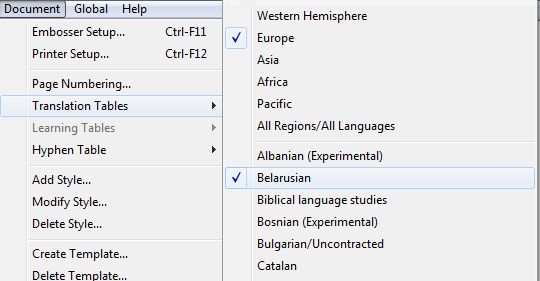 Document Global Help
Embosser Setup... Ctrl-F11
Printer Setup... Ctrl-F12
Page Numbering...
Translation Tables
Learning Tables
Hyphen Table
Add Style...
Modify Style...
Delete Style...
Create Template...
Delete Template...
Western Hemisphere
Europe
Asia
Africa
Pacific
All Regions/All Languages
Albanian (Experimental)
Belarusian
Biblical language studies
Bosnian (Experimental)
Bulgarian/Uncontracted
Catalan